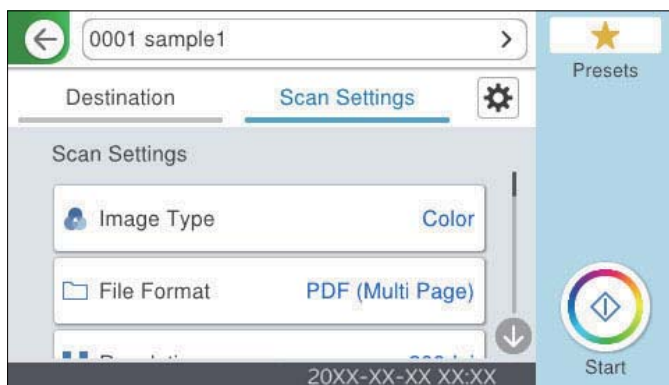 0001 sample1
Presets
Destination
Scan Settings
Scan Settings
Image Type
Color
File Format
PDF (Multi Page)
20XX-XX-XX XX:XX
Start